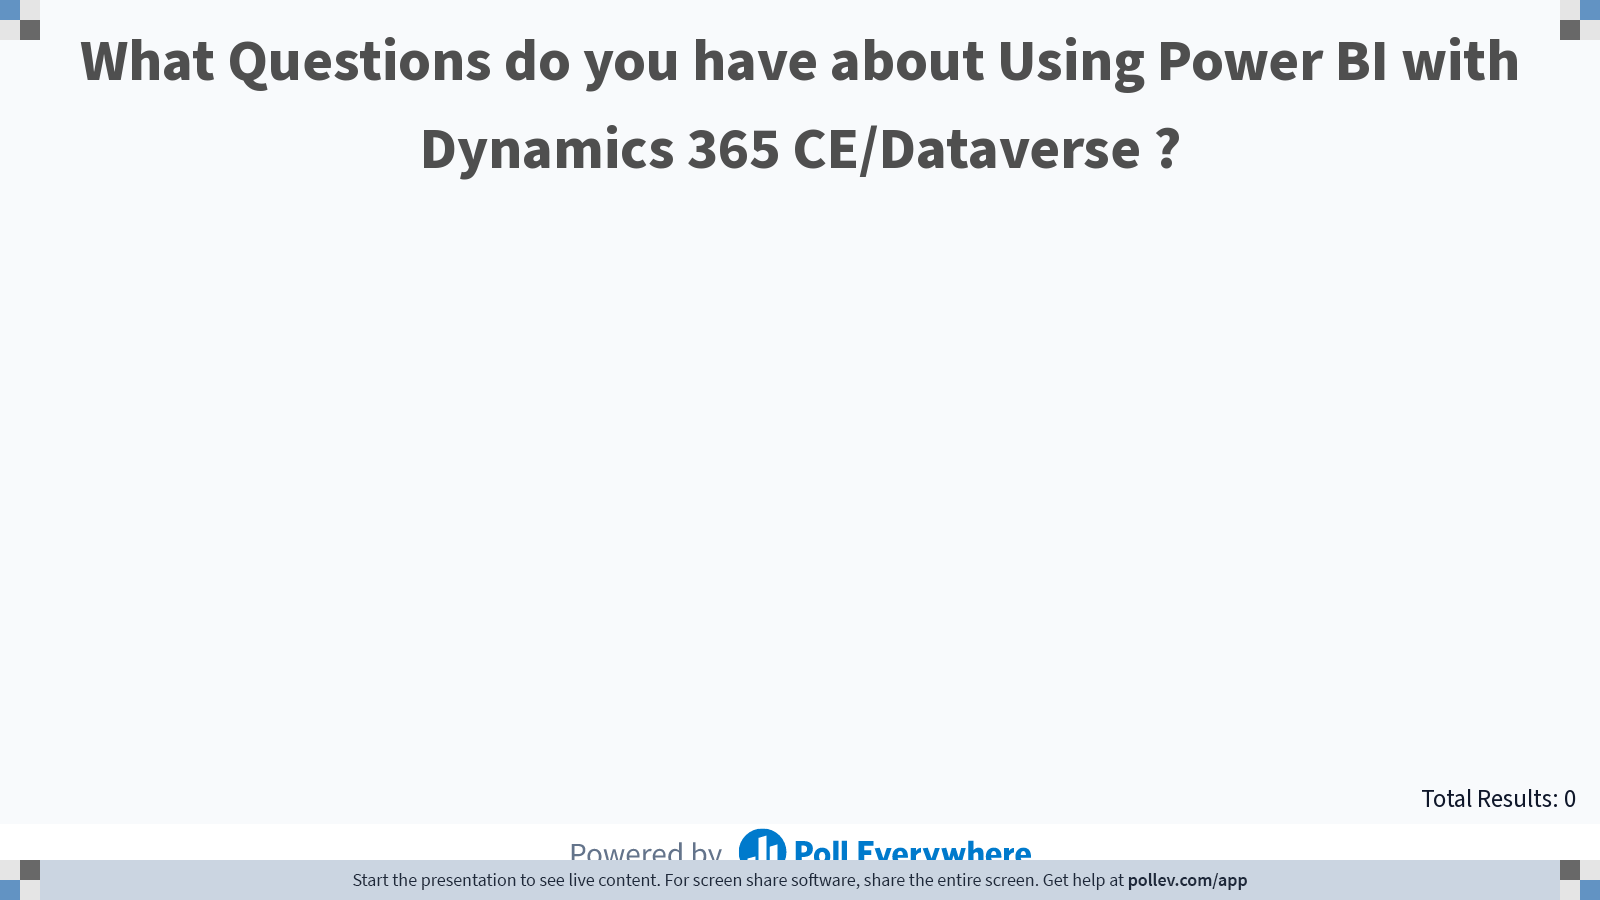 What Questions do you have about Using Power BI with
Dynamics 365 CE/Dataverse ?
Total Results: 0
Powered by Poll Everywhere
Start the presentation to see live content. For screen share software, share the entire screen. Get help at pollev.com/app